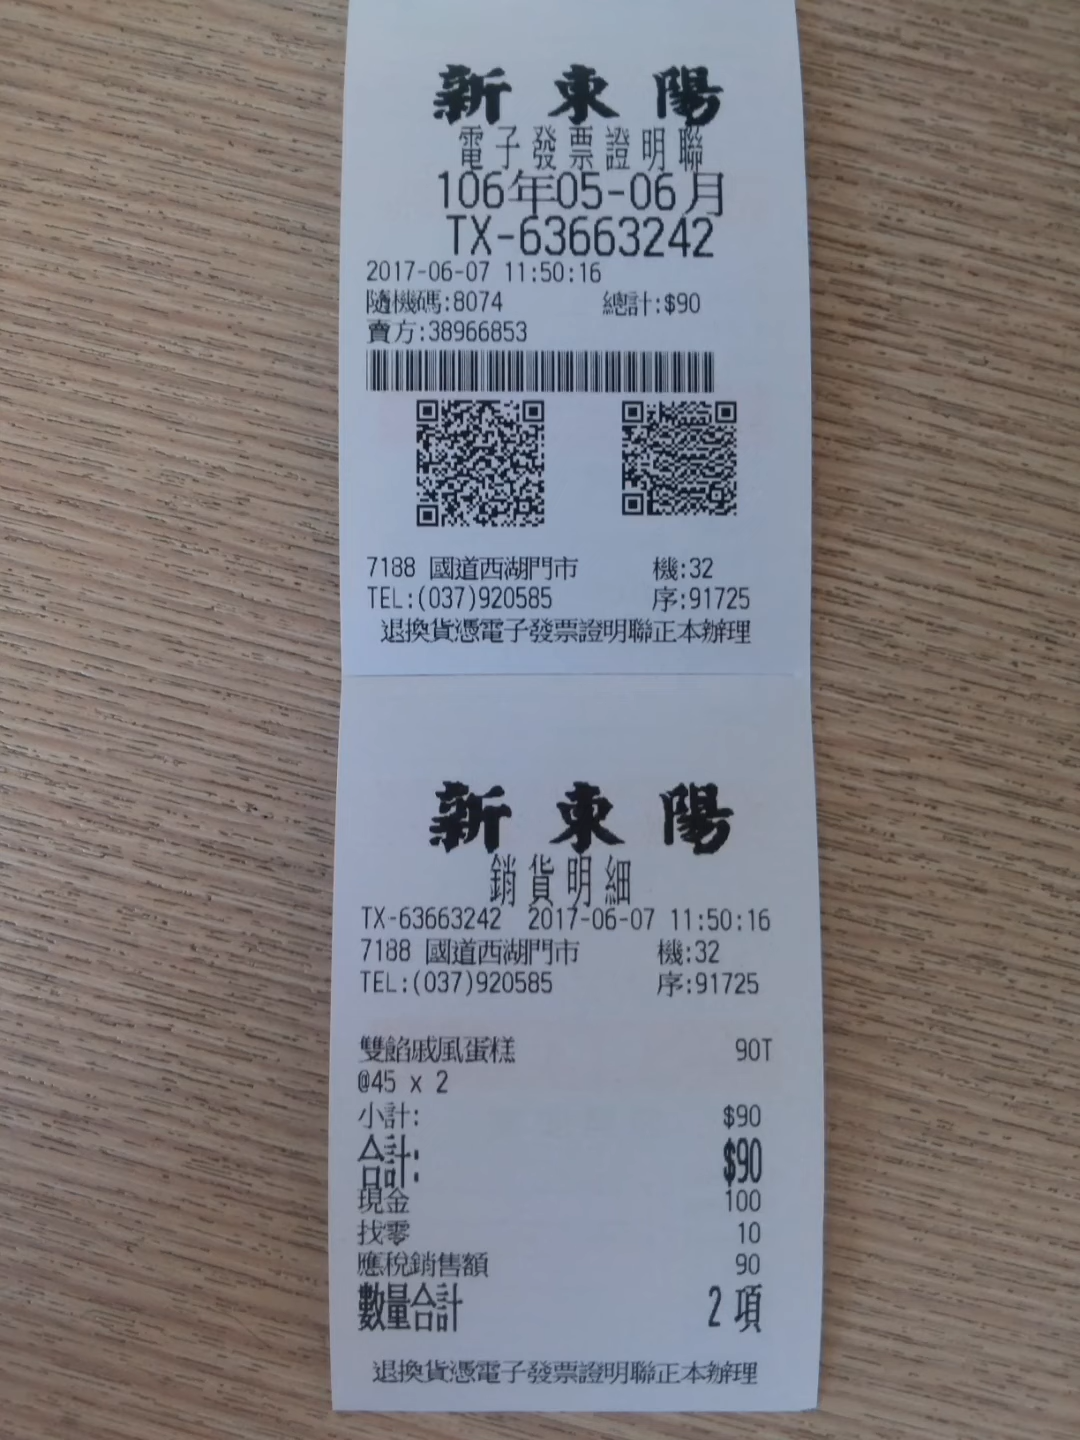 新東陽
電子發票證明聯
106年05-06月
TX-63663242
2017-06-07 11:50:16
隨機碼:8074 總計:$90
賣方:38966853
7188 國道西湖門市 機:32
TEL:(037)920585 序:91725
退換貨憑電子發票證明聯正本辦理
新東陽
銷貨明細
TX-63663242 2017-06-07 11:50:16
7188 國道西湖門市 機:32
TEL:(037)920585 序:91725
雙餡戚風蛋糕 90T
@45 x 2
小計: $90
合計: $90
現金 100
找零 10
應稅銷售額 90
數量合計 2 項
退換貨憑電子發票證明聯正本辦理